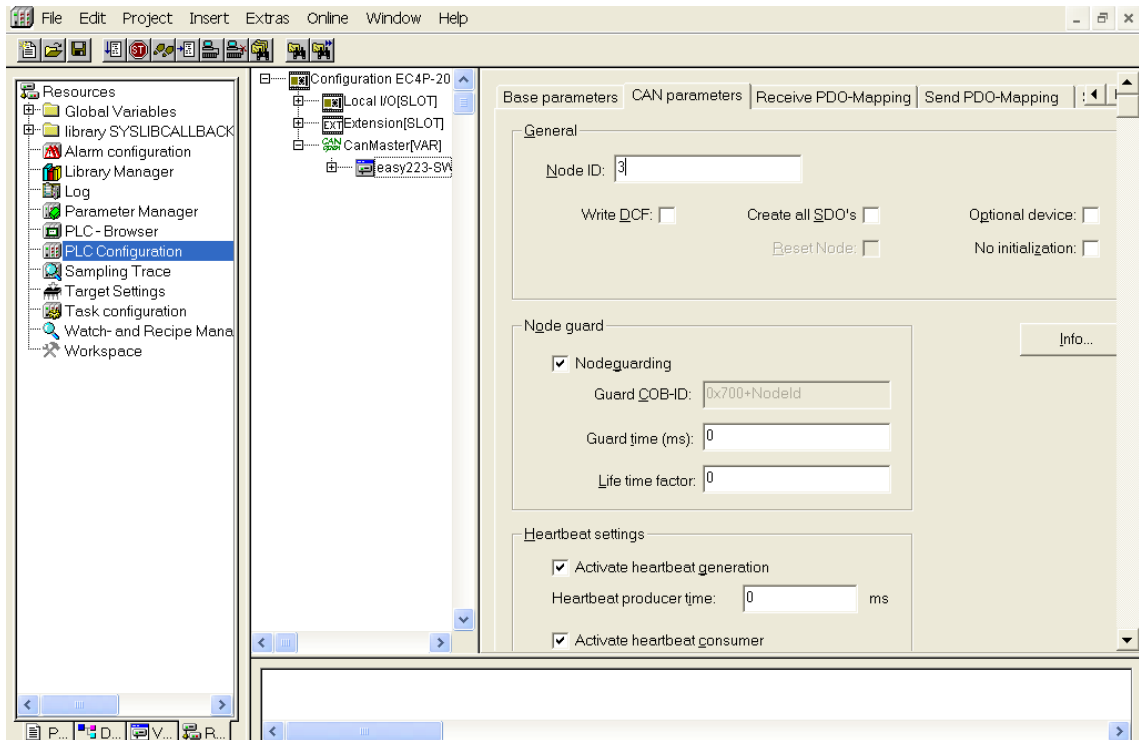 File Edit Project Insert Extras Online Window Help
Resources
Global Variables
library SYSLIBCALLBACK
Alarm configuration
Library Manager
Log
Parameter Manager
PLC - Browser
PLC Configuration
Sampling Trace
Target Settings
Task configuration
Watch- and Recipe Mana
Workspace
P... D... V... R...
Configuration EC4P-20
Local I/O[SLOT]
EXT Extension[SLOT]
CAN CanMaster[VAR]
easy223-SW
Base parameters CAN parameters Receive PDO-Mapping Send PDO-Mapping
General
Node ID: 3
Write DCF: Create all SDO's Optional device:
Reset Node: No initialization:
Node guard
Info...
Nodeguarding
Guard COB-ID: 0x700+NodeId
Guard time (ms): 0
Life time factor: 0
Heartbeat settings
Activate heartbeat generation
Heartbeat producer time: 0 ms
Activate heartbeat consumer